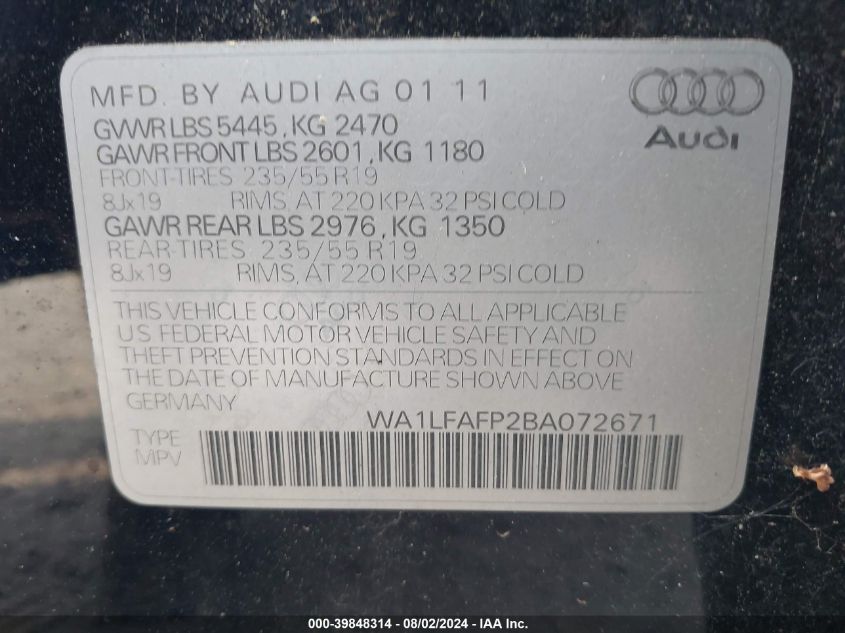 MFD. BY AUDI AG 01 11
Audi
GVWR LBS 5445, KG 2470
GAWR FRONT LBS 2601, KG 1180
FRONT-TIRES 235/55 R19
8Jx19 RIMS, AT 220 KPA 32 PSI COLD
GAWR REAR LBS 2976, KG 1350
REAR-TIRES 235/55 R19
8Jx19 RIMS, AT 220 KPA 32 PSI COLD
THIS VEHICLE CONFORMS TO ALL APPLICABLE
U.S. FEDERAL MOTOR VEHICLE SAFETY AND
THEFT PREVENTION STANDARDS IN EFFECT ON
THE DATE OF MANUFACTURE SHOWN ABOVE
GERMANY
WA1LFAFP2BA072671
TYPE
MPV
000-39848314 - 08/02/2024 - IAA Inc.